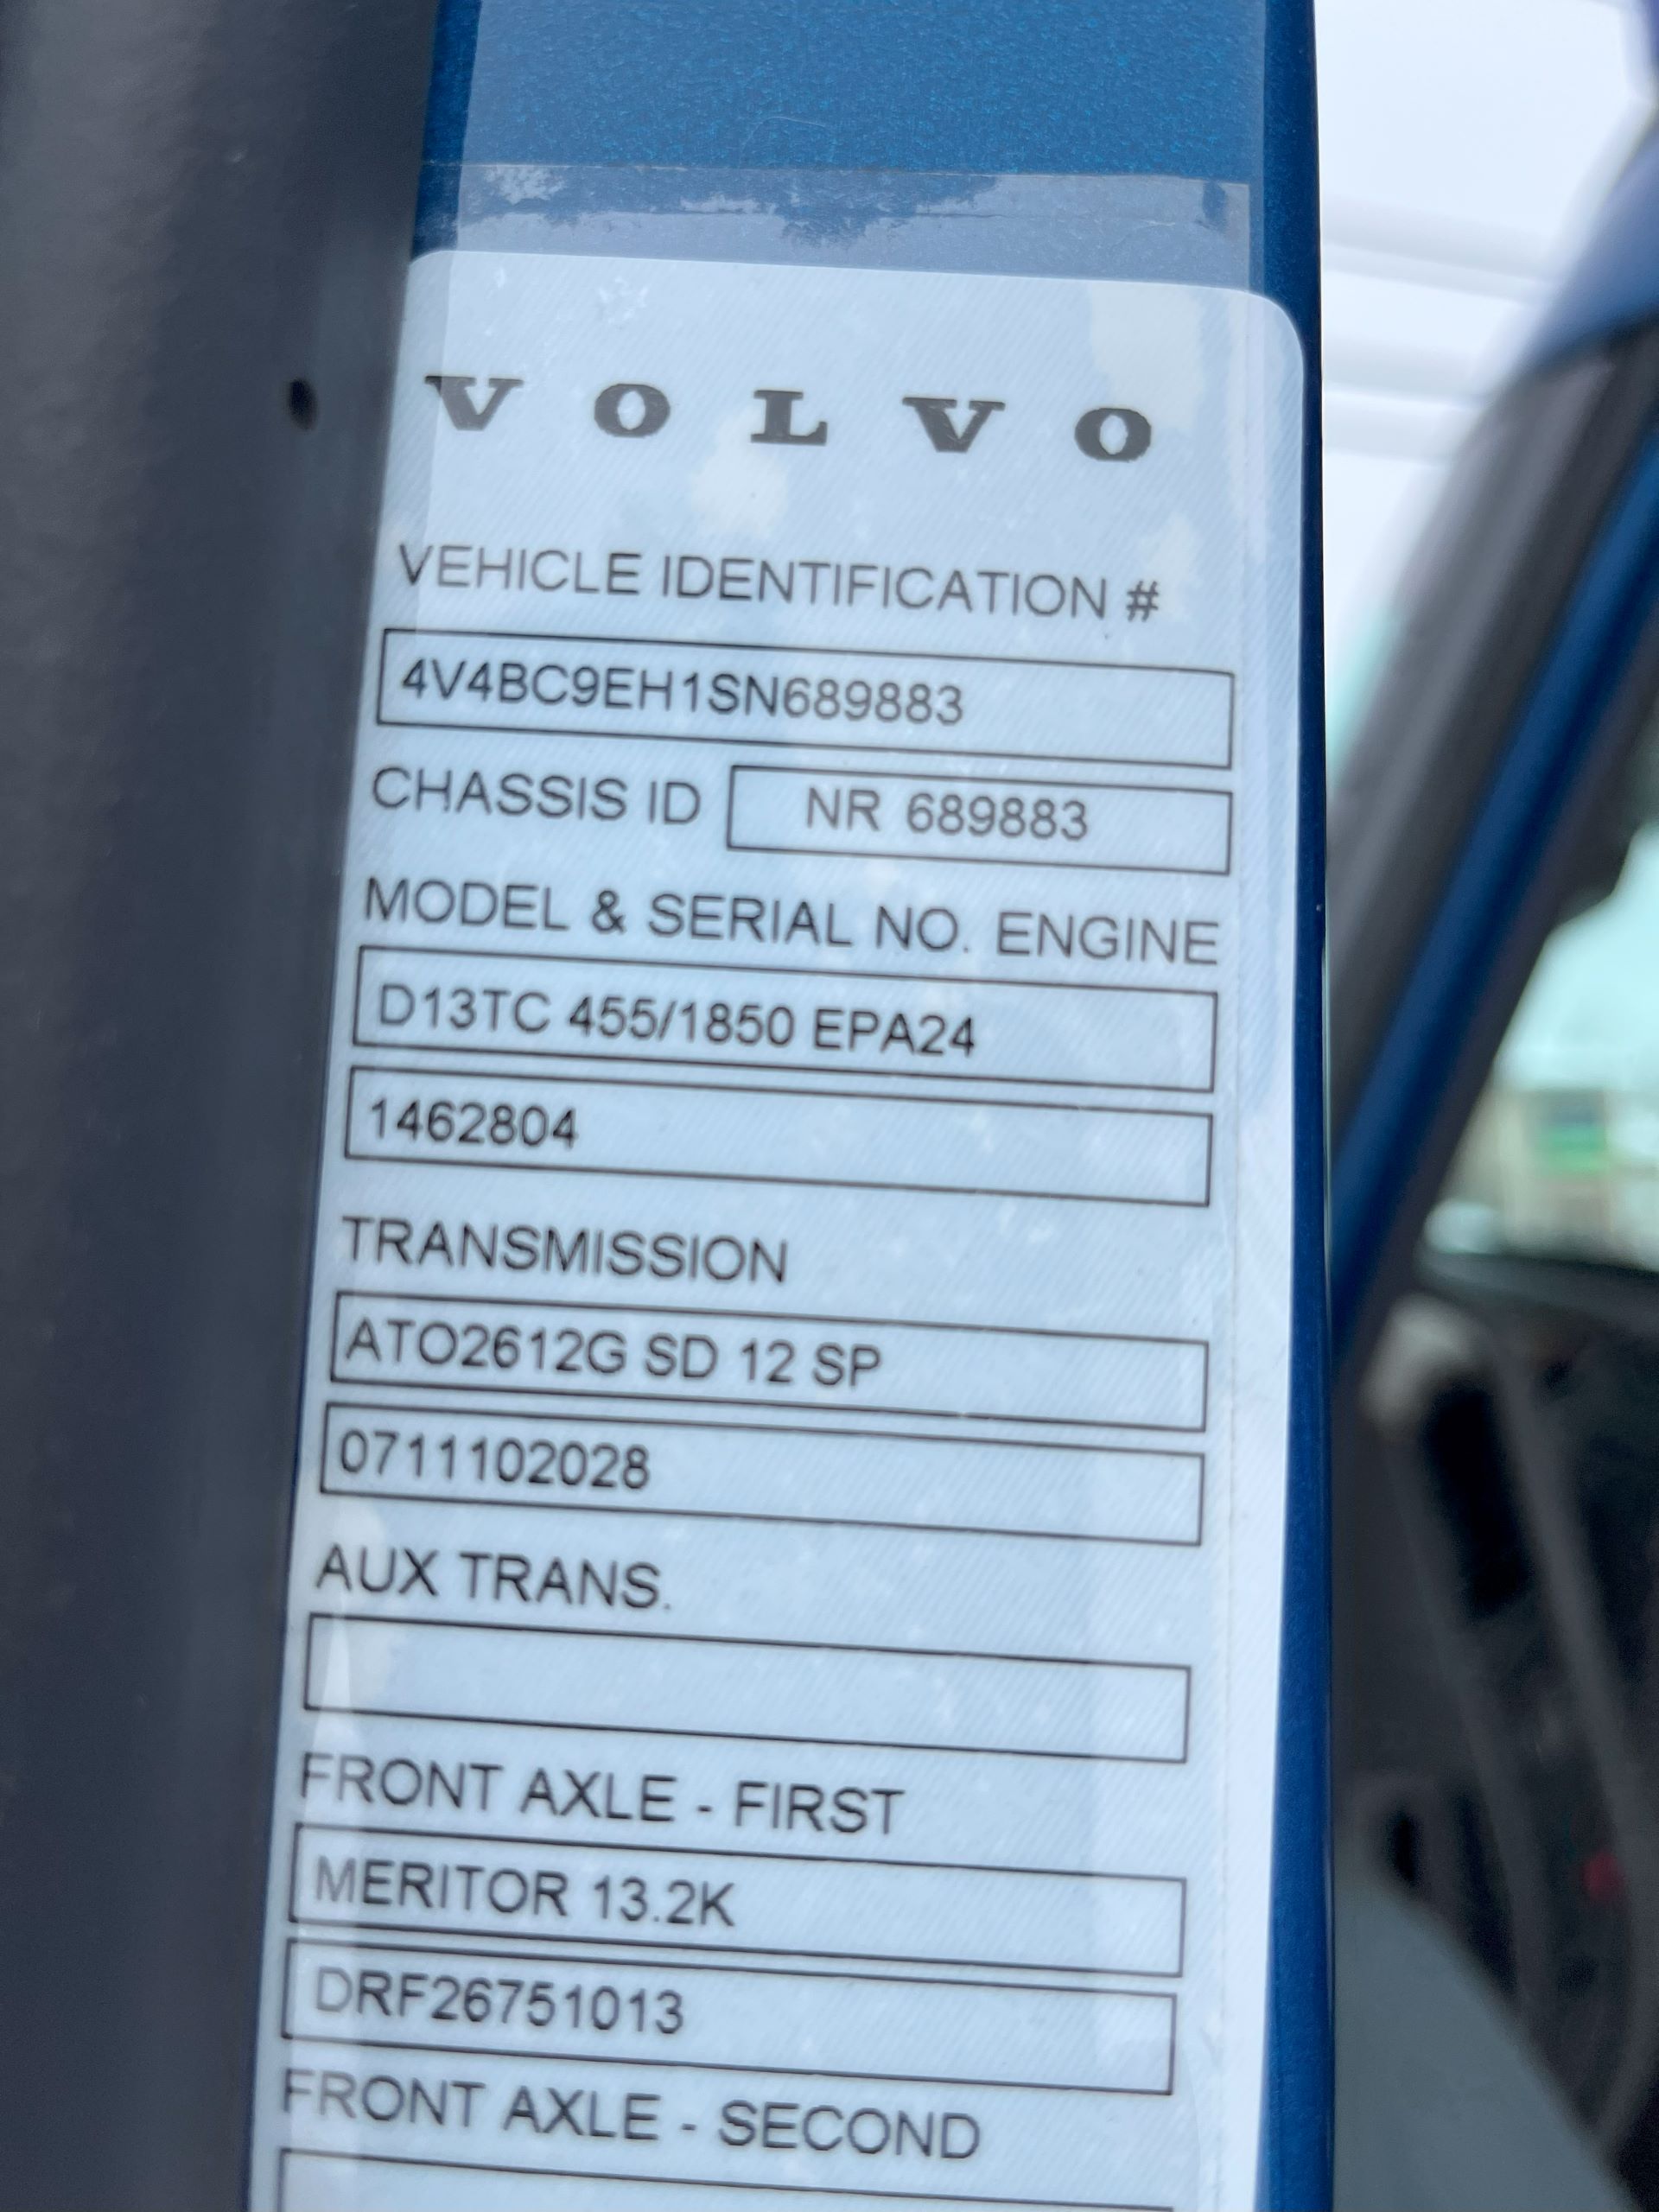 VOLVO
VEHICLE IDENTIFICATION #
4V4BC9EH1SN689883
CHASSIS ID NR 689883
MODEL & SERIAL NO. ENGINE
D13TC 455/1850 EPA24
1462804
TRANSMISSION
ATO2612G SD 12 SP
0711102028
AUX TRANS.
FRONT AXLE - FIRST
MERITOR 13.2K
DRF26751013
FRONT AXLE - SECOND